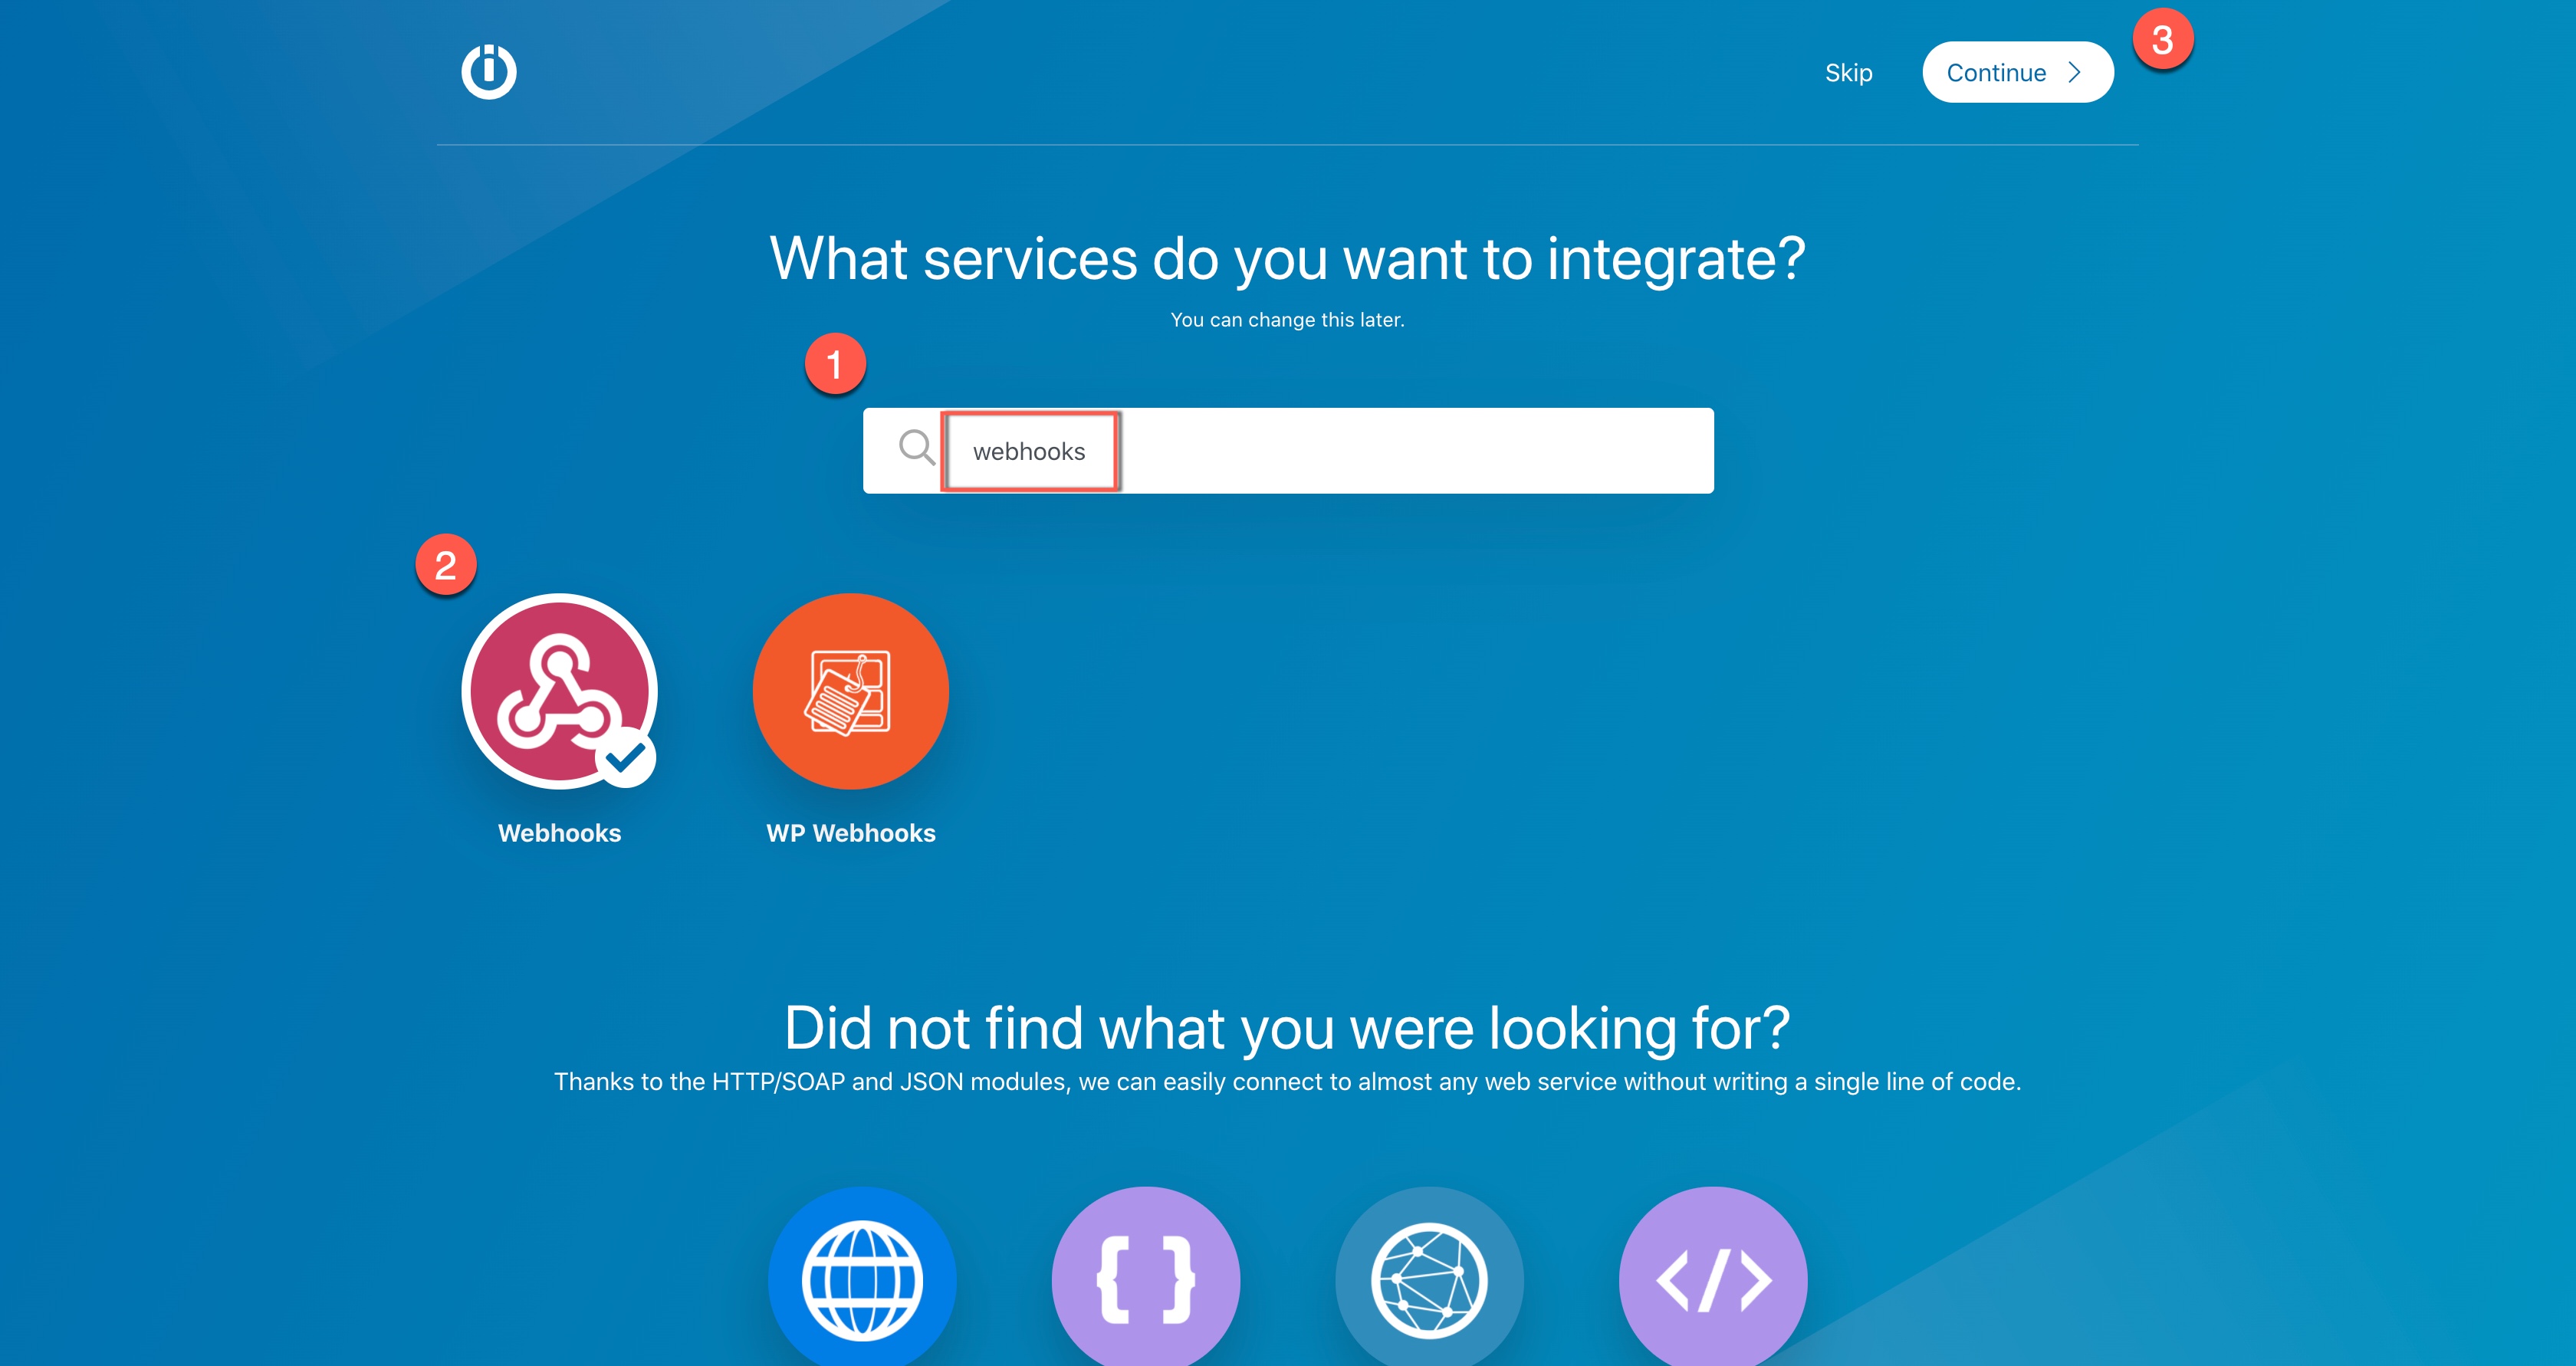 Skip
Continue
3
What services do you want to integrate?
You can change this later.
1
webhooks
2
Webhooks
WP Webhooks
Did not find what you were looking for?
Thanks to the HTTP/SOAP and JSON modules, we can easily connect to almost any web service without writing a single line of code.
{ }
</>